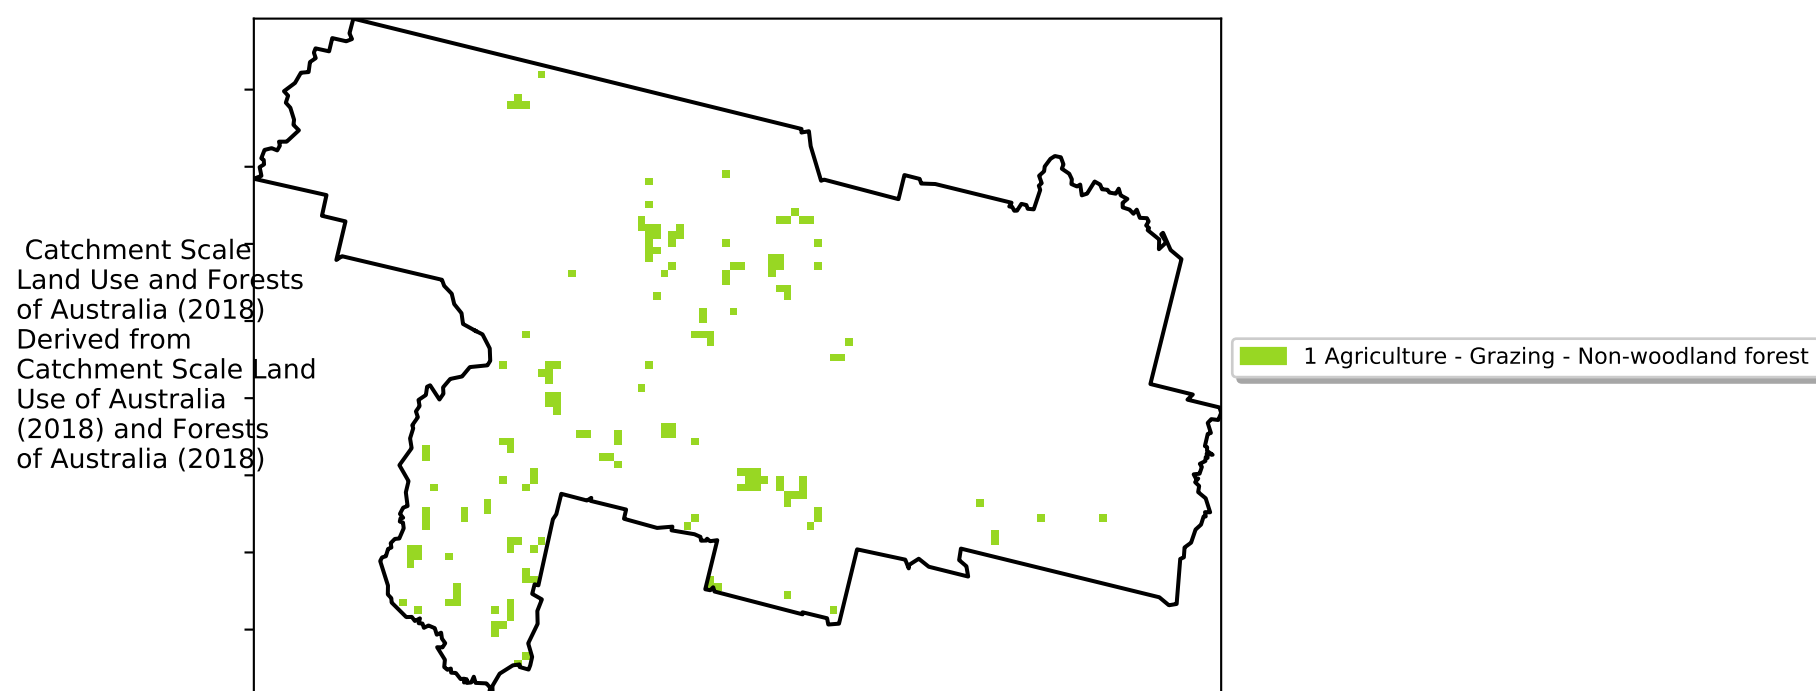 Catchment Scale
Land Use and Forests
of Australia (2018)
Derived from
Catchment Scale Land
Use of Australia
(2018) and Forests
of Australia (2018)
1 Agriculture - Grazing - Non-woodland forest